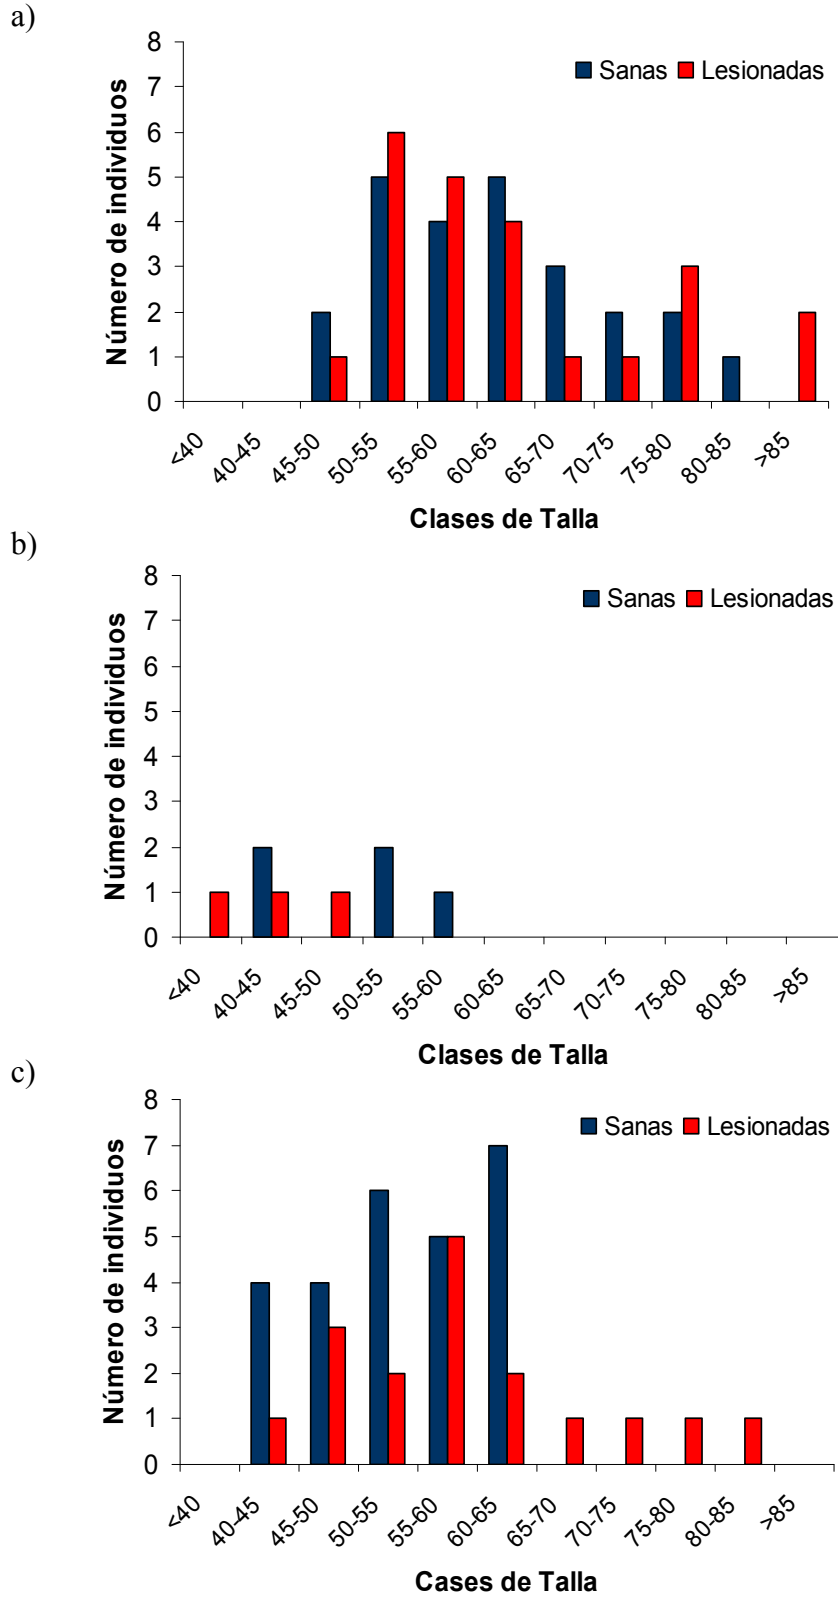 a)
Sanas Lesionadas
Número de individuos
8
7
6
5
4
3
2
1
0
<40 40-45 45-50 50-55 55-60 60-65 65-70 70-75 75-80 80-85 >85
Clases de Talla
b)
Sanas Lesionadas
Número de individuos
8
7
6
5
4
3
2
1
0
<40 40-45 45-50 50-55 55-60 60-65 65-70 70-75 75-80 80-85 >85
Clases de Talla
c)
Sanas Lesionadas
Número de individuos
8
7
6
5
4
3
2
1
0
<40 40-45 45-50 50-55 55-60 60-65 65-70 70-75 75-80 80-85 >85
Cases de Talla